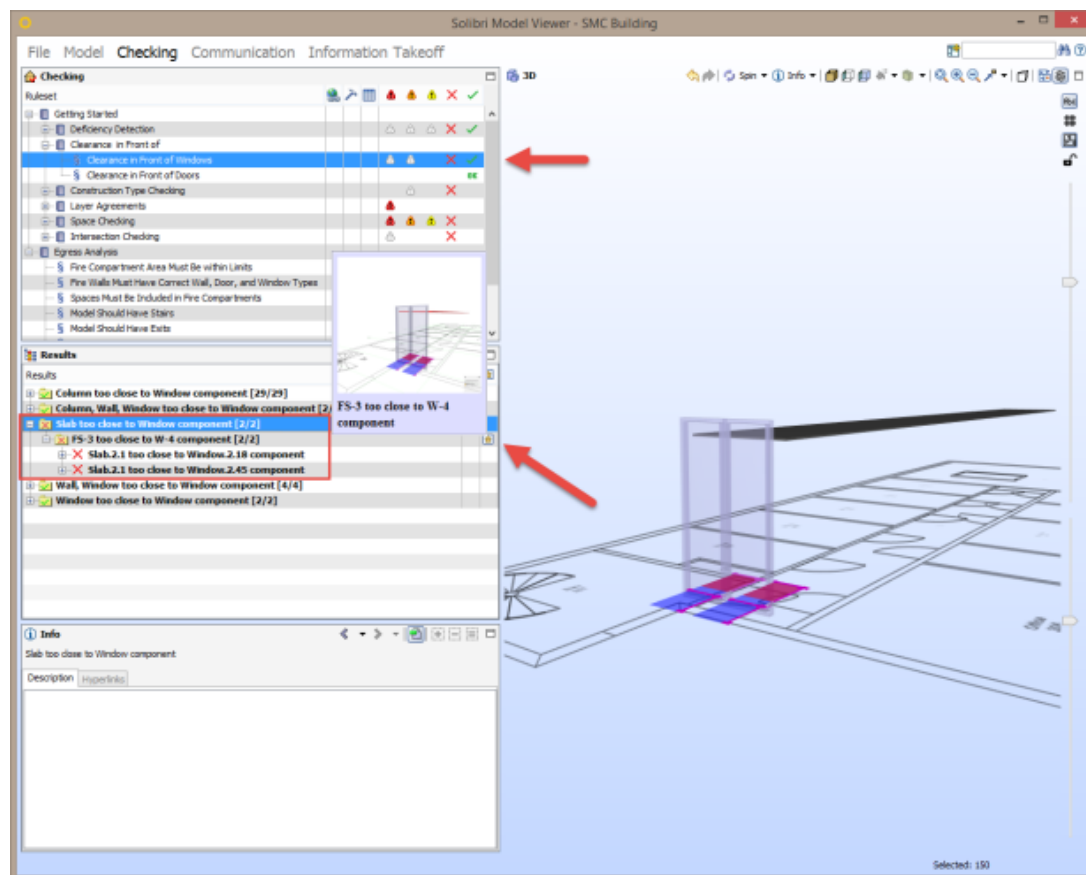 Solibri Model Viewer - SMC Building
File Model Checking Communication Information Takeoff
Checking
Ruleset
Getting Started
Deficiency Detection
Clearance in Front of
Clearance in Front of Windows
Clearance in Front of Doors
OK
Construction Type Checking
Layer Agreements
Space Checking
Intersection Checking
Egress Analysis
Fire Compartment Area Must Be within Limits
Fire Walls Must Have Correct Wall, Door, and Window Types
Spaces Must Be Included in Fire Compartments
Model Should Have Stairs
Model Should Have Exits
Results
Results
Column too close to Window component [29/29]
Column, Wall, Window too close to Window component [2/
Slab too close to Window component [2/2]
FS-3 too close to W-4 component [2/2]
Slab.2.1 too close to Window.2.18 component
Slab.2.1 too close to Window.2.45 component
Wall, Window too close to Window component [4/4]
Window too close to Window component [2/2]
FS-3 too close to W-4
component
Info
Slab too close to Window component
Description Hyperlinks
3D
Spin Info
Selected: 150